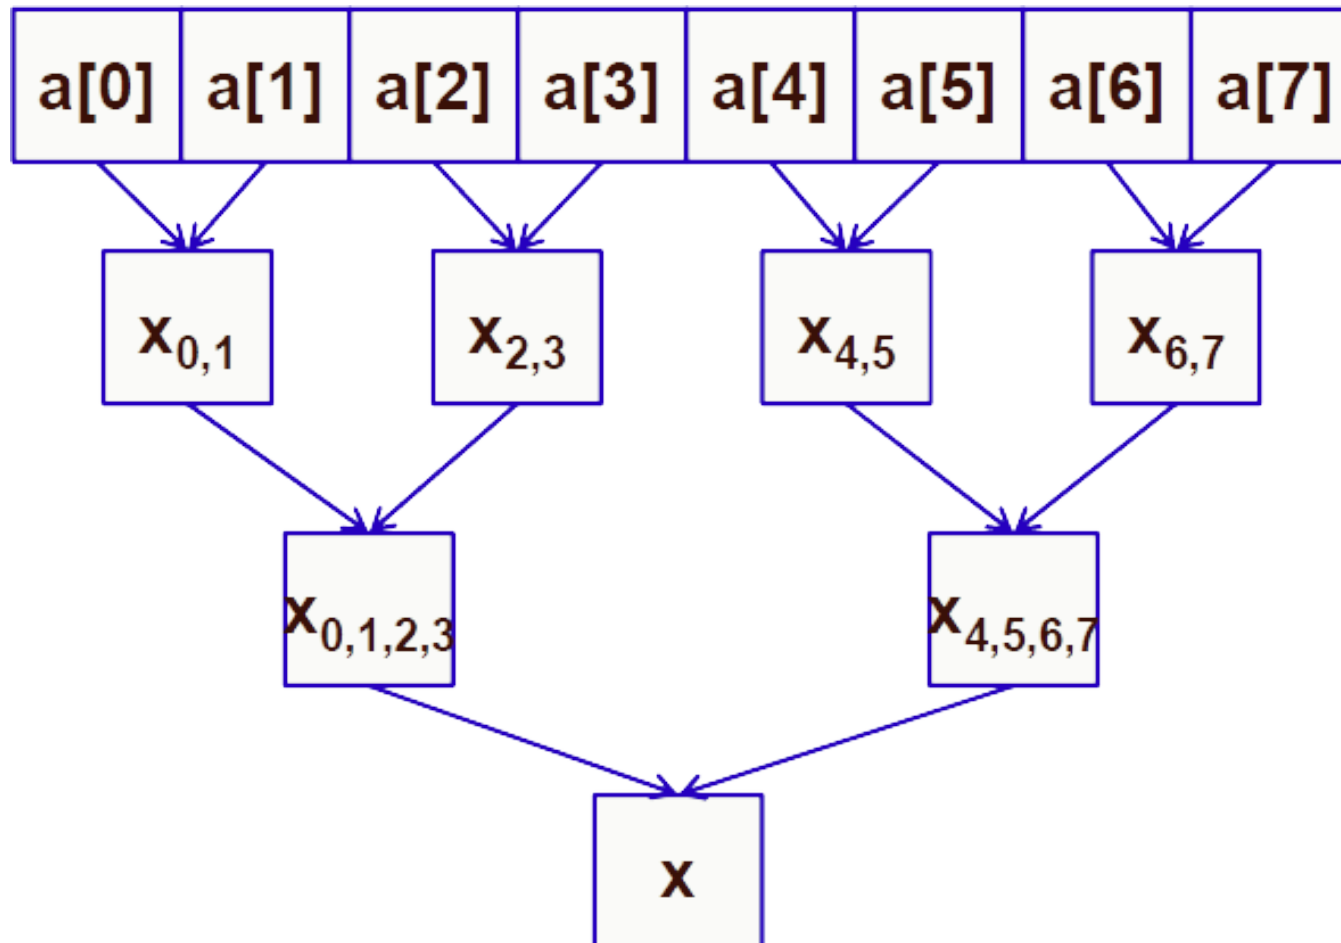 a[0] a[1] a[2] a[3] a[4] a[5] a[6] a[7]
x0,1 x2,3 x4,5 x6,7
x0,1,2,3 x4,5,6,7
x